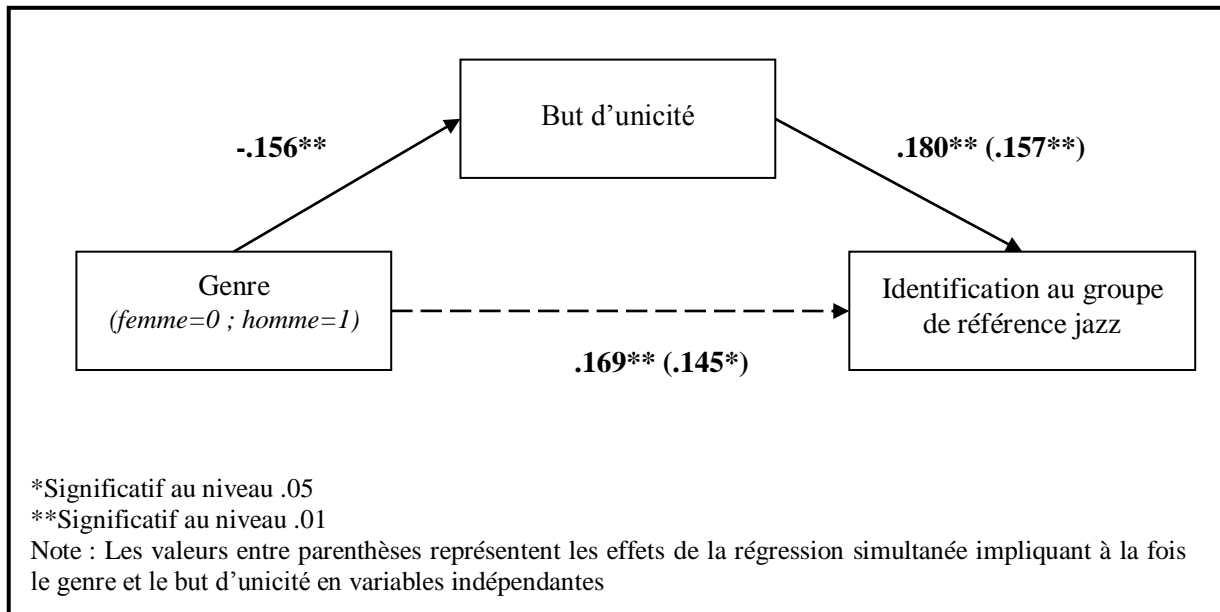 But d’unicité
-.156**
.180** (.157**)
Genre
(femme=0 ; homme=1)
Identification au groupe
de référence jazz
.169** (.145*)
*Significatif au niveau .05
**Significatif au niveau .01
Note : Les valeurs entre parenthèses représentent les effets de la régression simultanée impliquant à la fois
le genre et le but d’unicité en variables indépendantes